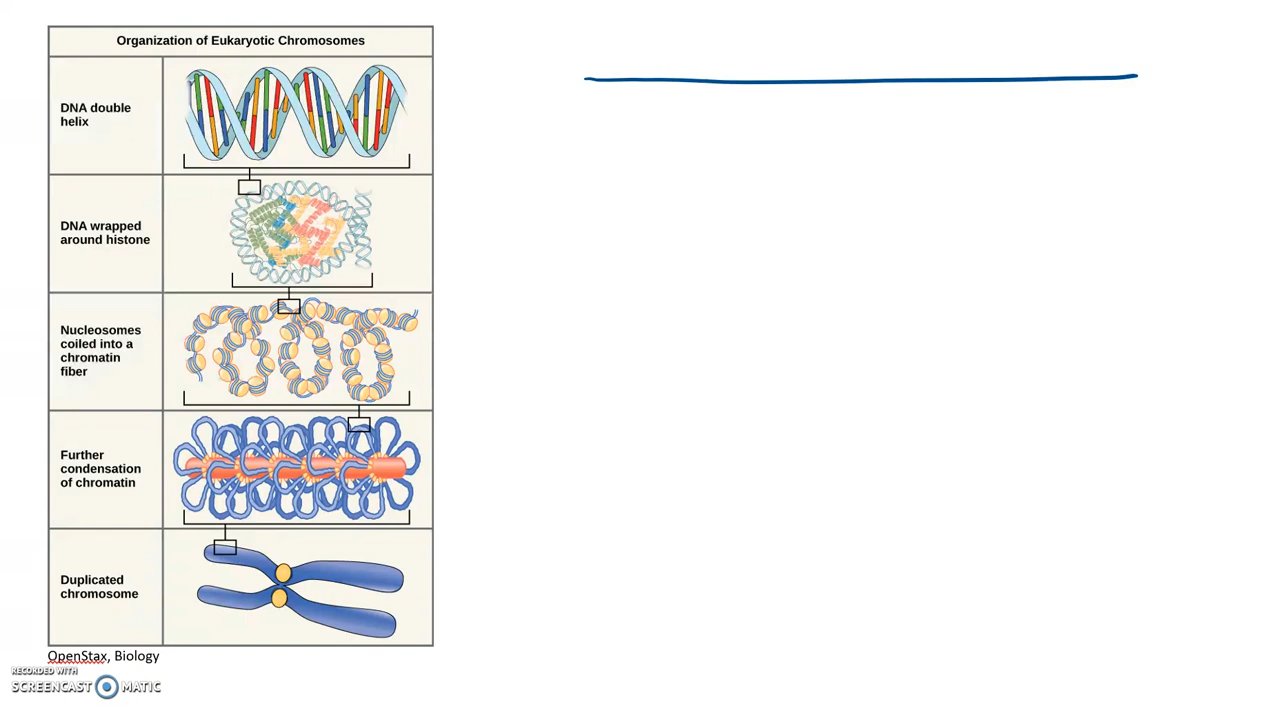 Organization of Eukaryotic Chromosomes
DNA double
helix
DNA wrapped
around histone
Nucleosomes
coiled into a
chromatin
fiber
Further
condensation
of chromatin
Duplicated
chromosome
OpenStax, Biology
RECORDED WITH
SCREENCAST MATIC